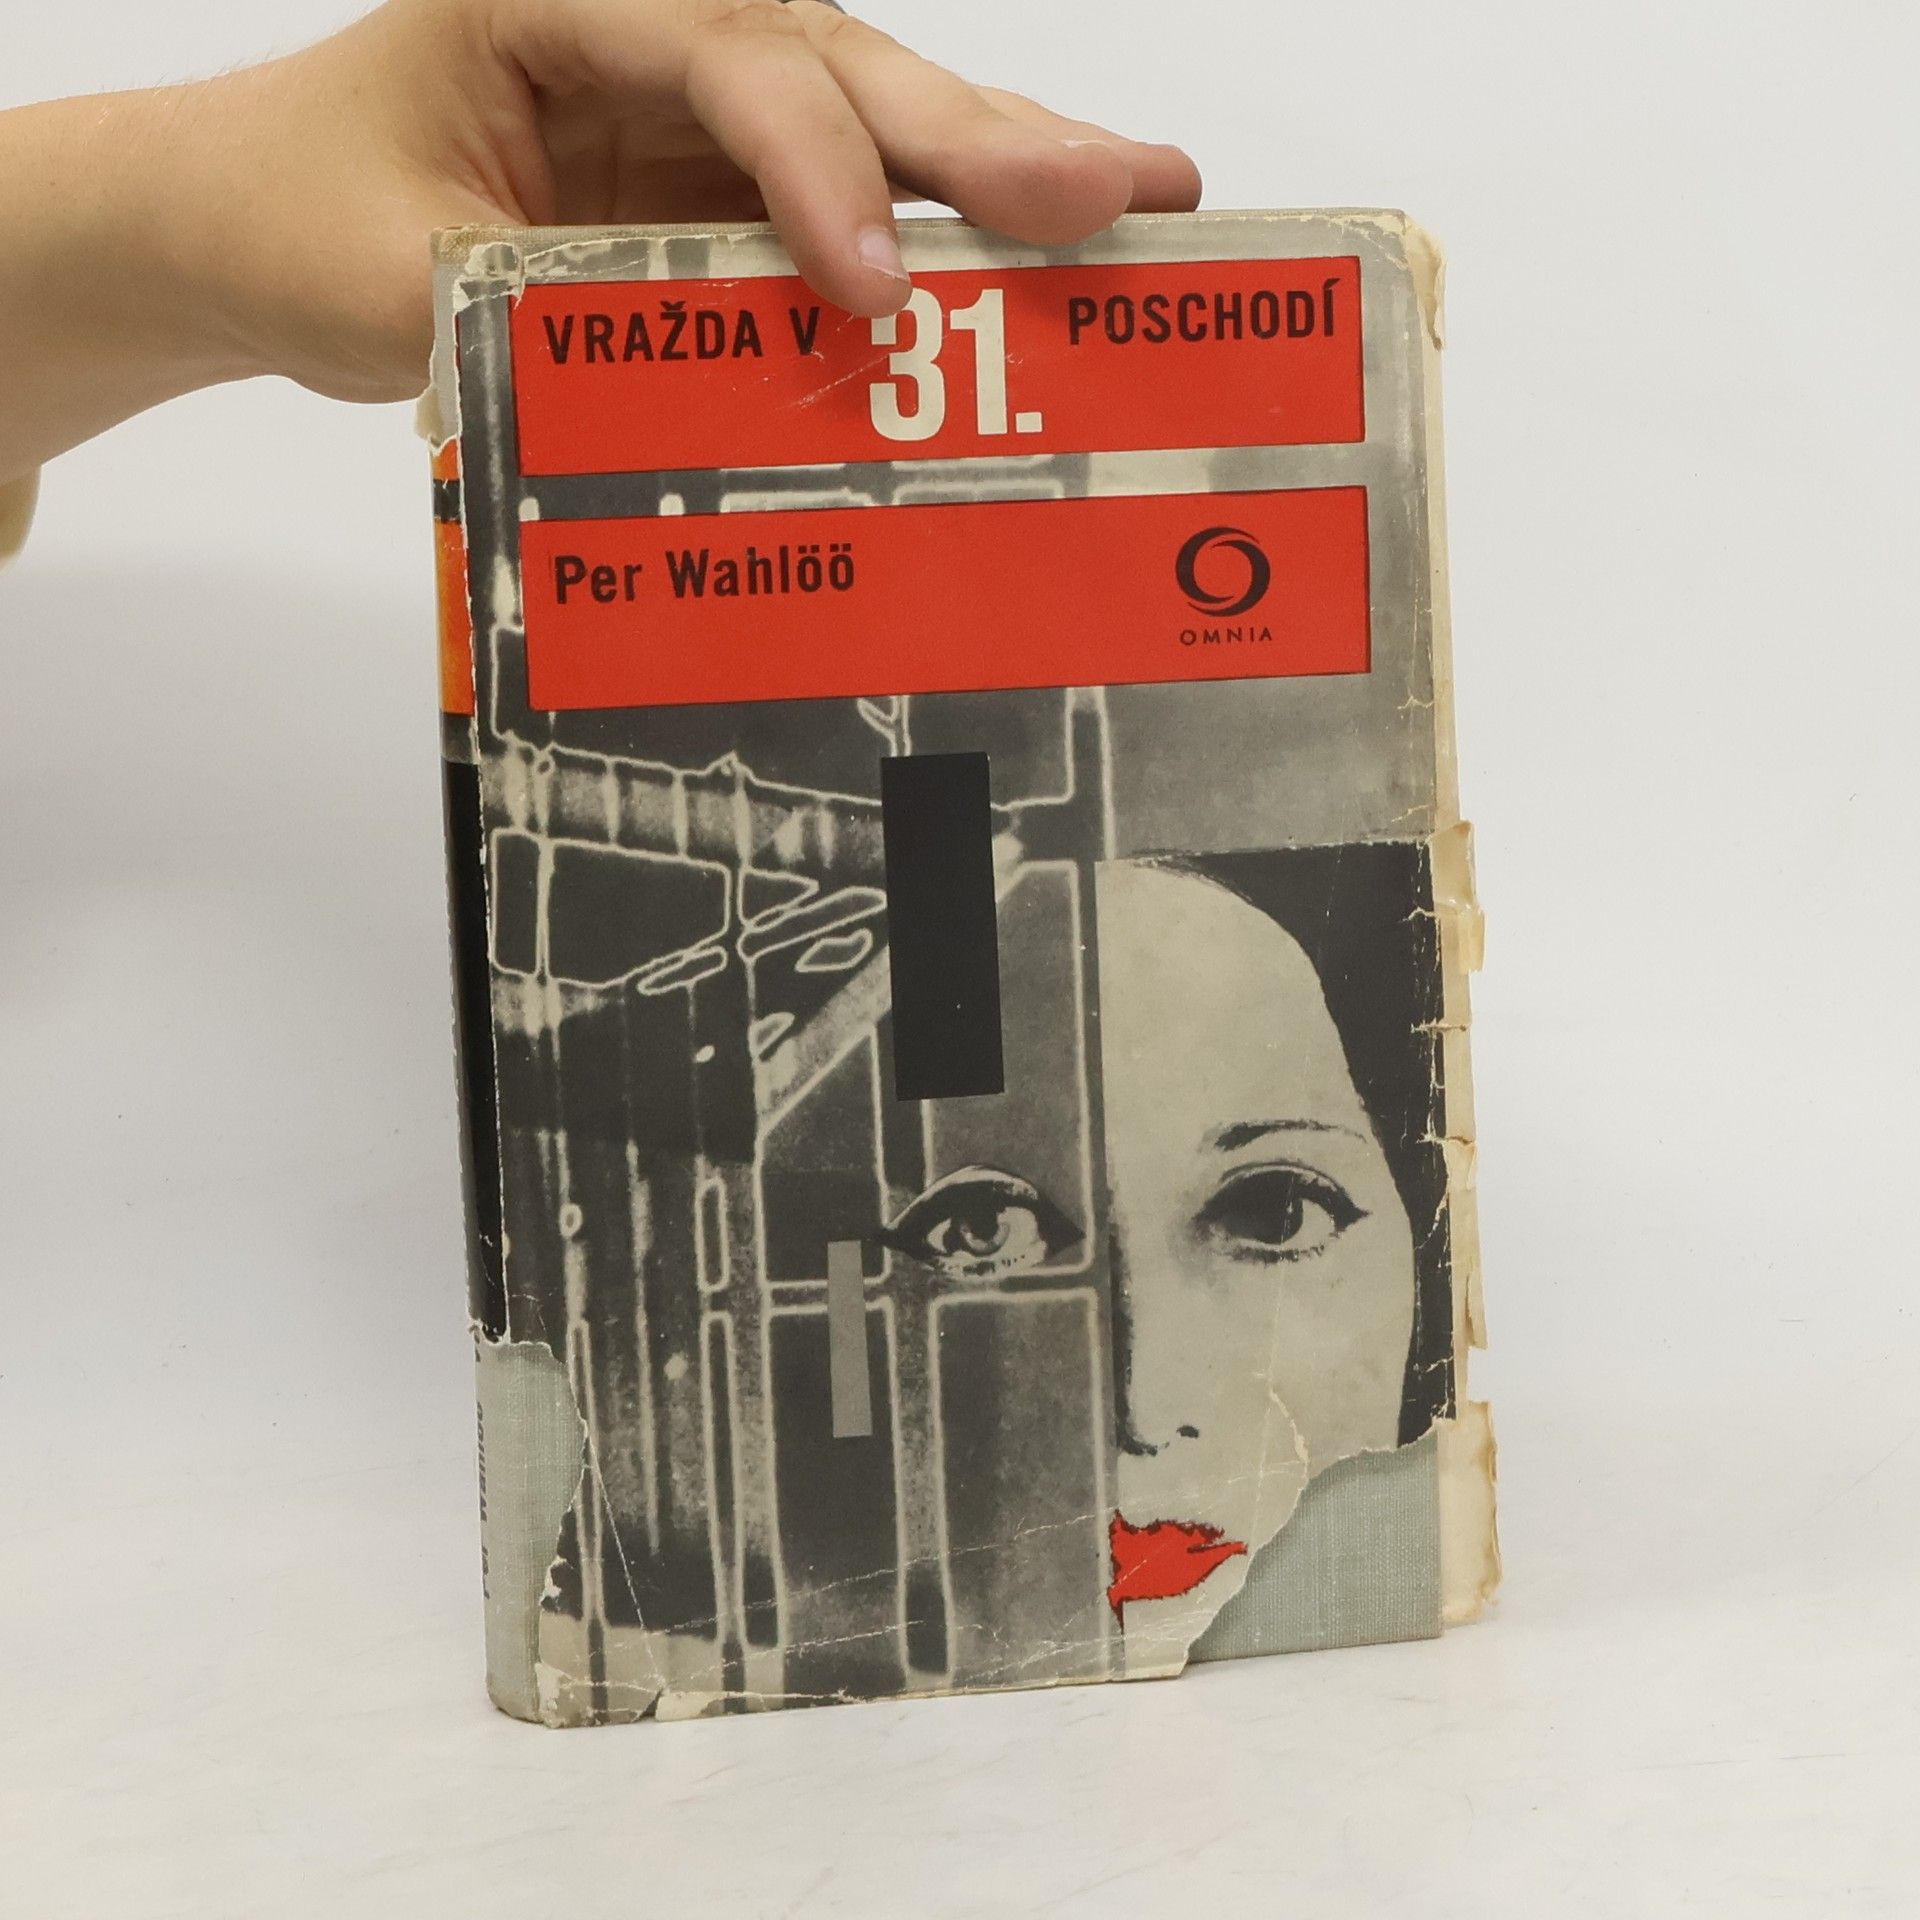 VRAŽDA V 31. POSCHODÍ
Per Wahlöö
OMNIA